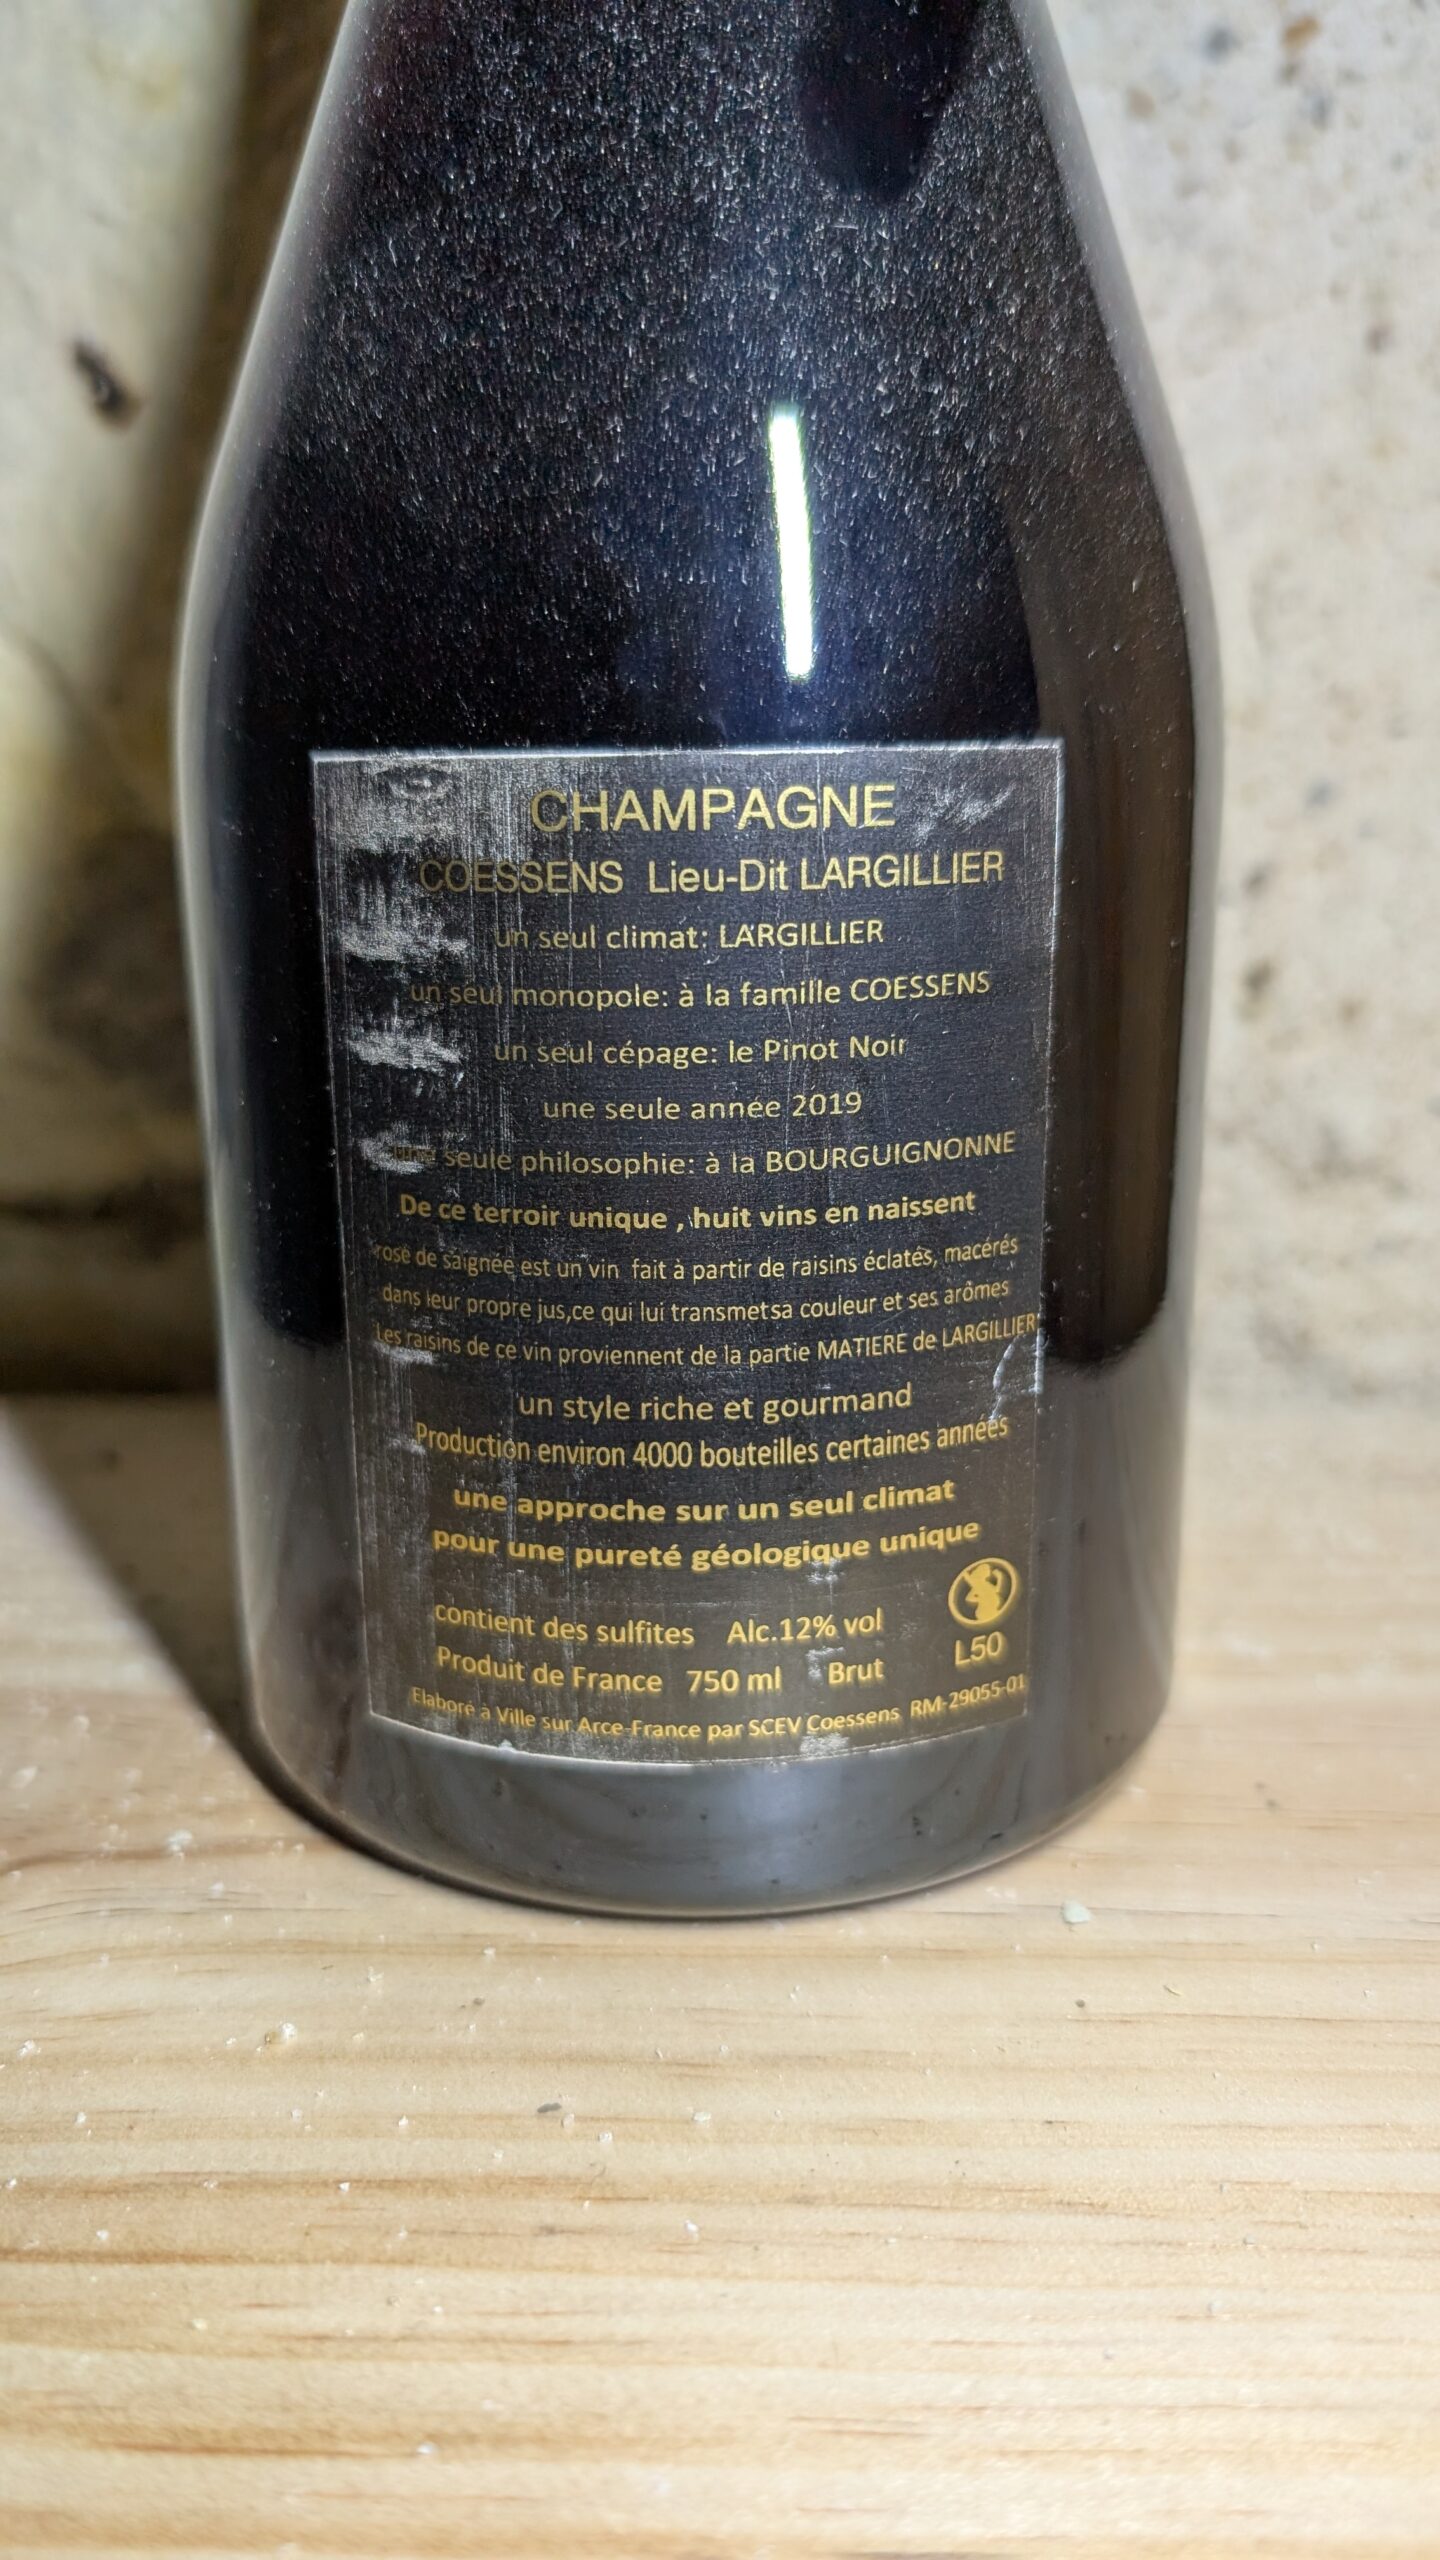 CHAMPAGNE
COESSENS Lieu-Dit LARGILLIER
un seul climat: LARGILLIER
un seul monopole: à la famille COESSENS
un seul cépage: le Pinot Noir
une seule année 2019
une seule philosophie: à la BOURGUIGNONNE
De ce terroir unique , huit vins en naissent
rosé de saignée est un vin fait à partir de raisins éclatés, macérés
dans leur propre jus,ce qui lui transmetsa couleur et ses arômes
Les raisins de ce vin proviennent de la partie MATIERE de LARGILLIER
un style riche et gourmand
Production environ 4000 bouteilles certaines années
une approche sur un seul climat
pour une pureté géologique unique
contient des sulfites Alc.12% vol
Produit de France 750 ml Brut L50
Elaboré à Ville sur Arce-France par SCEV Coessens RM-29055-01